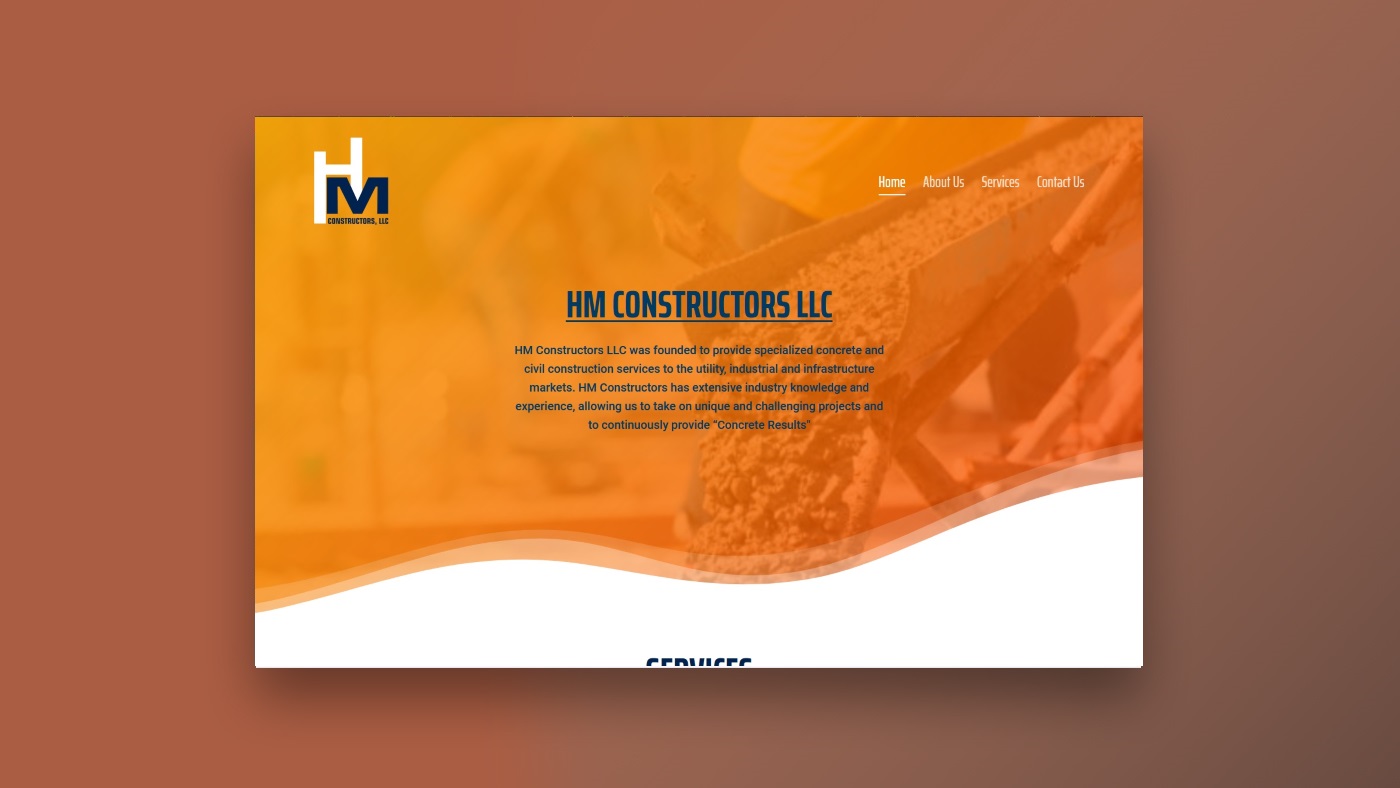 HM
CONSTRUCTORS, LLC
Home About Us Services Contact Us
HM CONSTRUCTORS LLC
HM Constructors LLC was founded to provide specialized concrete and
civil construction services to the utility, industrial and infrastructure
markets. HM Constructors has extensive industry knowledge and
experience, allowing us to take on unique and challenging projects and
to continuously provide “Concrete Results”
SERVICES